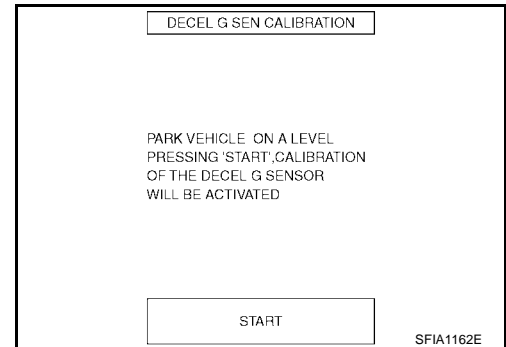 DECEL G SEN CALIBRATION
PARK VEHICLE ON A LEVEL
PRESSING 'START',CALIBRATION
OF THE DECEL G SENSOR
WILL BE ACTIVATED
START
SFIA1162E